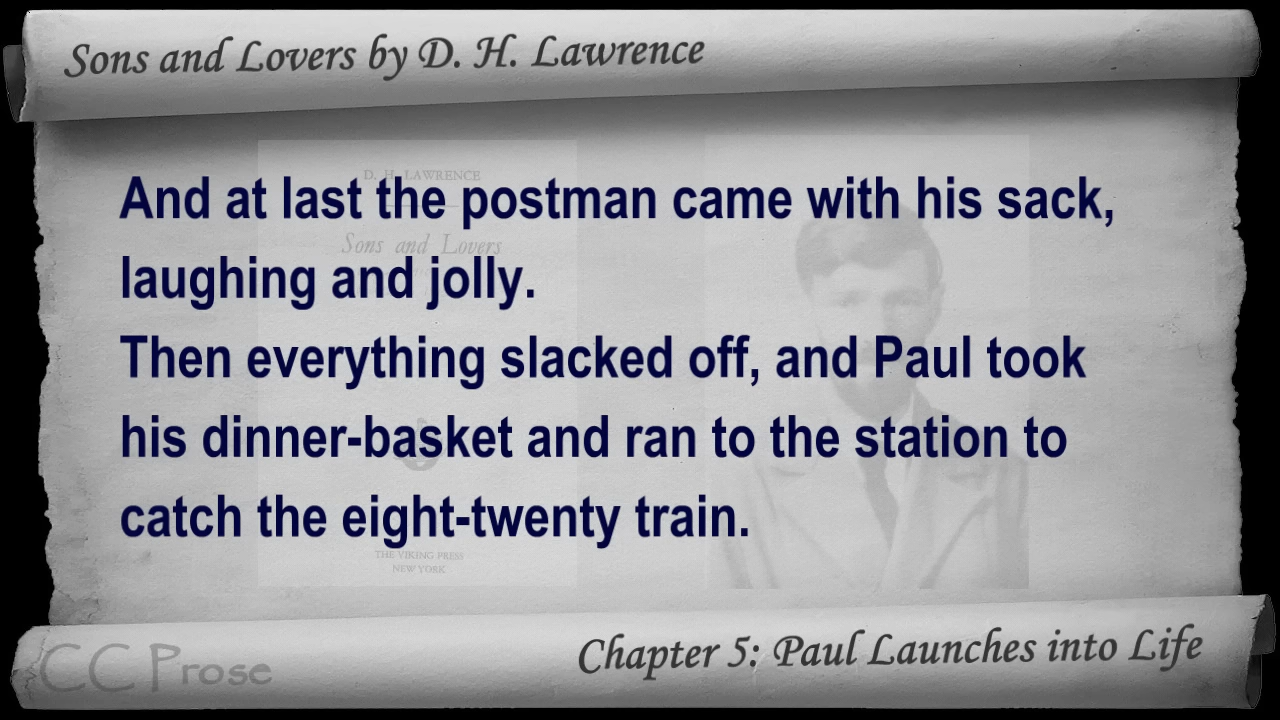 Sons and Lovers by D. H. Lawrence
D. H. LAWRENCE
And at last the postman came with his sack,
Sons and Lovers
laughing and jolly.
Then everything slacked off, and Paul took
his dinner-basket and ran to the station to
catch the eight-twenty train.
THE VIKING PRESS
NEW YORK
Chapter 5: Paul Launches into Life
CC Prose